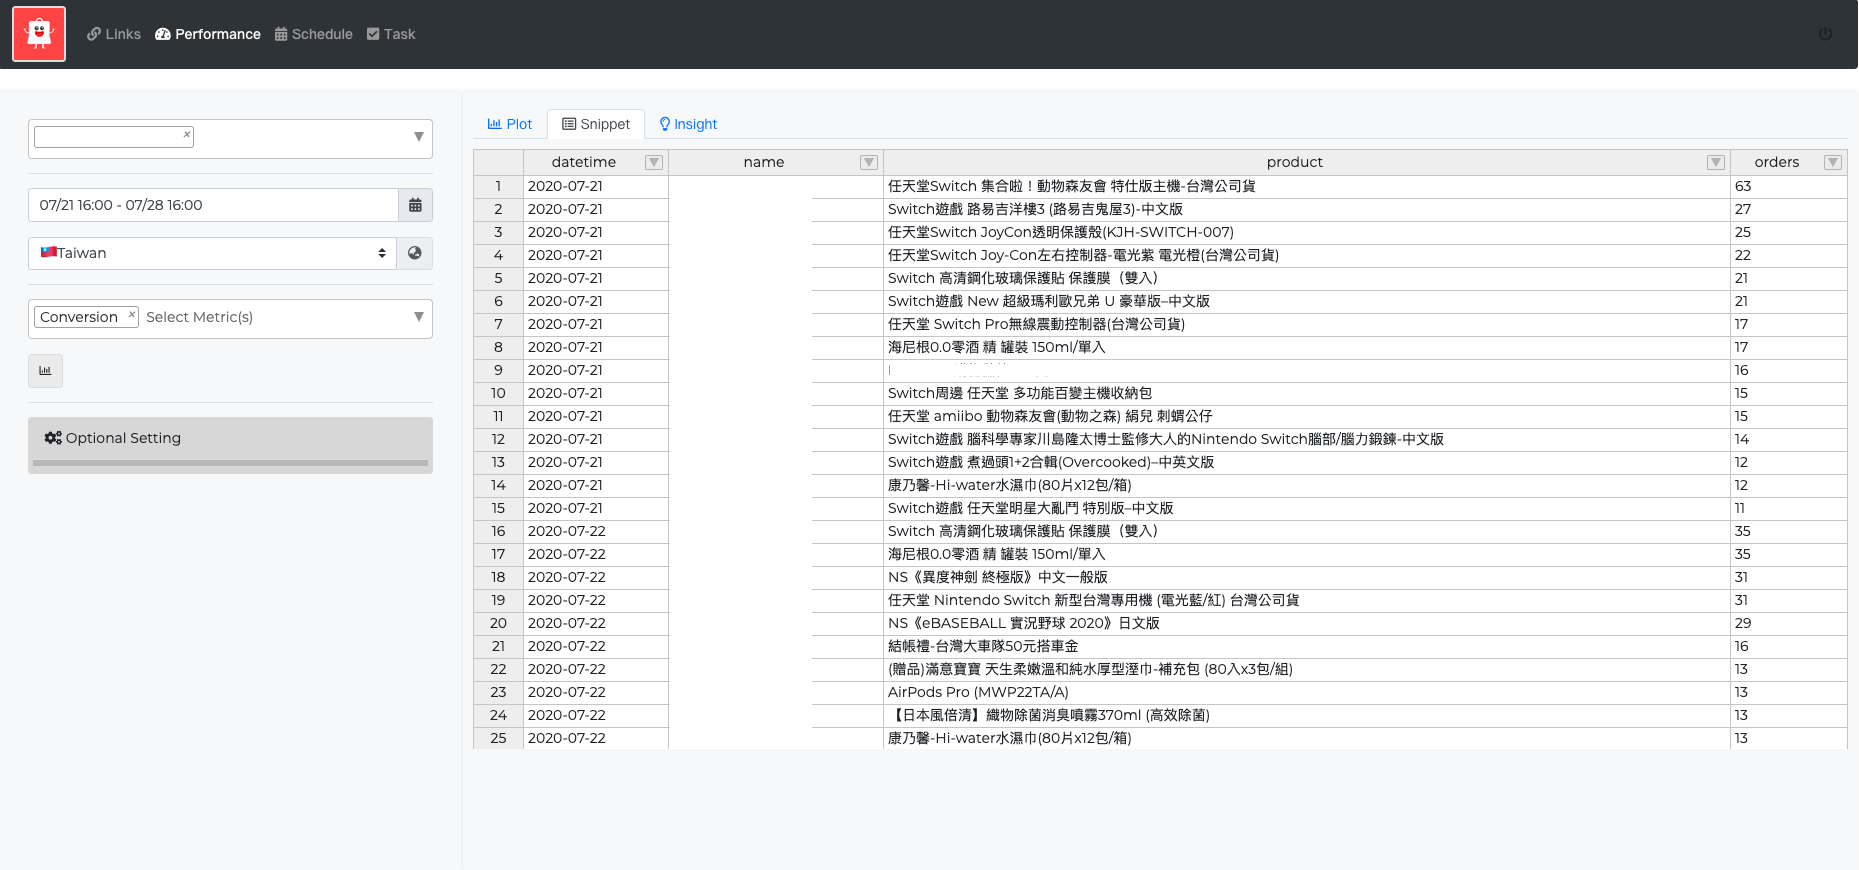 Links Performance Schedule Task
×
07/21 16:00 - 07/28 16:00
Taiwan
Conversion × Select Metric(s)
Optional Setting
Plot Snippet Insight
datetime name product orders
1 2020-07-21 任天堂Switch 集合啦！動物森友會 特仕版主機-台灣公司貨 63
2 2020-07-21 Switch遊戲 路易吉洋樓3 (路易吉鬼屋3)-中文版 27
3 2020-07-21 任天堂Switch JoyCon透明保護殼(KJH-SWITCH-007) 25
4 2020-07-21 任天堂Switch Joy-Con左右控制器-電光紫 電光橙(台灣公司貨) 22
5 2020-07-21 Switch 高清鋼化玻璃保護貼 保護膜（雙入） 21
6 2020-07-21 Switch遊戲 New 超級瑪利歐兄弟 U 豪華版–中文版 21
7 2020-07-21 任天堂 Switch Pro無線震動控制器(台灣公司貨) 17
8 2020-07-21 海尼根0.0零酒 精 罐裝 150ml/單入 17
9 2020-07-21 16
10 2020-07-21 Switch周邊 任天堂 多功能百變主機收納包 15
11 2020-07-21 任天堂 amiibo 動物森友會(動物之森) 絹兒 刺蝟公仔 15
12 2020-07-21 Switch遊戲 腦科學專家川島隆太博士監修大人的Nintendo Switch腦部/腦力鍛鍊-中文版 14
13 2020-07-21 Switch遊戲 煮過頭1+2合輯(Overcooked)–中英文版 12
14 2020-07-21 康乃馨-Hi-water水濕巾(80片x12包/箱) 12
15 2020-07-21 Switch遊戲 任天堂明星大亂鬥 特別版–中文版 11
16 2020-07-22 Switch 高清鋼化玻璃保護貼 保護膜（雙入） 35
17 2020-07-22 海尼根0.0零酒 精 罐裝 150ml/單入 35
18 2020-07-22 NS《異度神劍 終極版》中文一般版 31
19 2020-07-22 任天堂 Nintendo Switch 新型台灣專用機 (電光藍/紅) 台灣公司貨 31
20 2020-07-22 NS《eBASEBALL 實況野球 2020》日文版 29
21 2020-07-22 結帳禮-台灣大車隊50元搭車金 16
22 2020-07-22 (贈品)滿意寶寶 天生柔嫩溫和純水厚型溼巾-補充包 (80入x3包/組) 13
23 2020-07-22 AirPods Pro (MWP22TA/A) 13
24 2020-07-22 【日本風倍清】織物除菌消臭噴霧370ml (高效除菌) 13
25 2020-07-22 康乃馨-Hi-water水濕巾(80片x12包/箱) 13